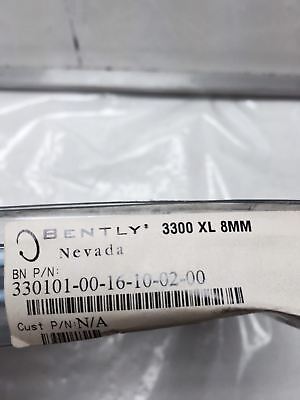 BENTLY® 3300 XL 8MM
Nevada
BN P/N:
330101-00-16-10-02-00
Cust P/N: N/A